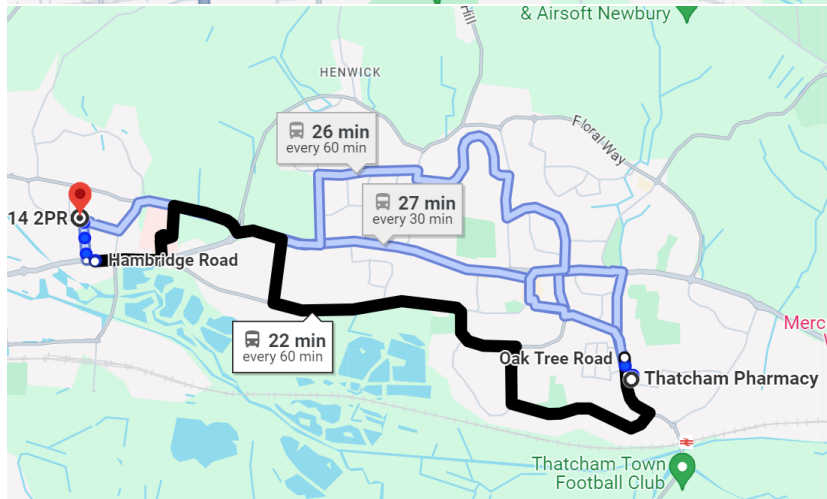 & Airsoft Newbury
Hill
HENWICK
Floral Way
26 min
every 60 min
27 min
every 30 min
14 2PR
Hambridge Road
22 min
every 60 min
Oak Tree Road
Thatcham Pharmacy
Merc
Thatcham Town
Football Club